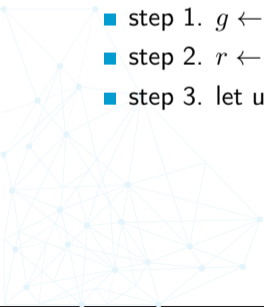 step 1. g ←
step 2. r ←
step 3. let u